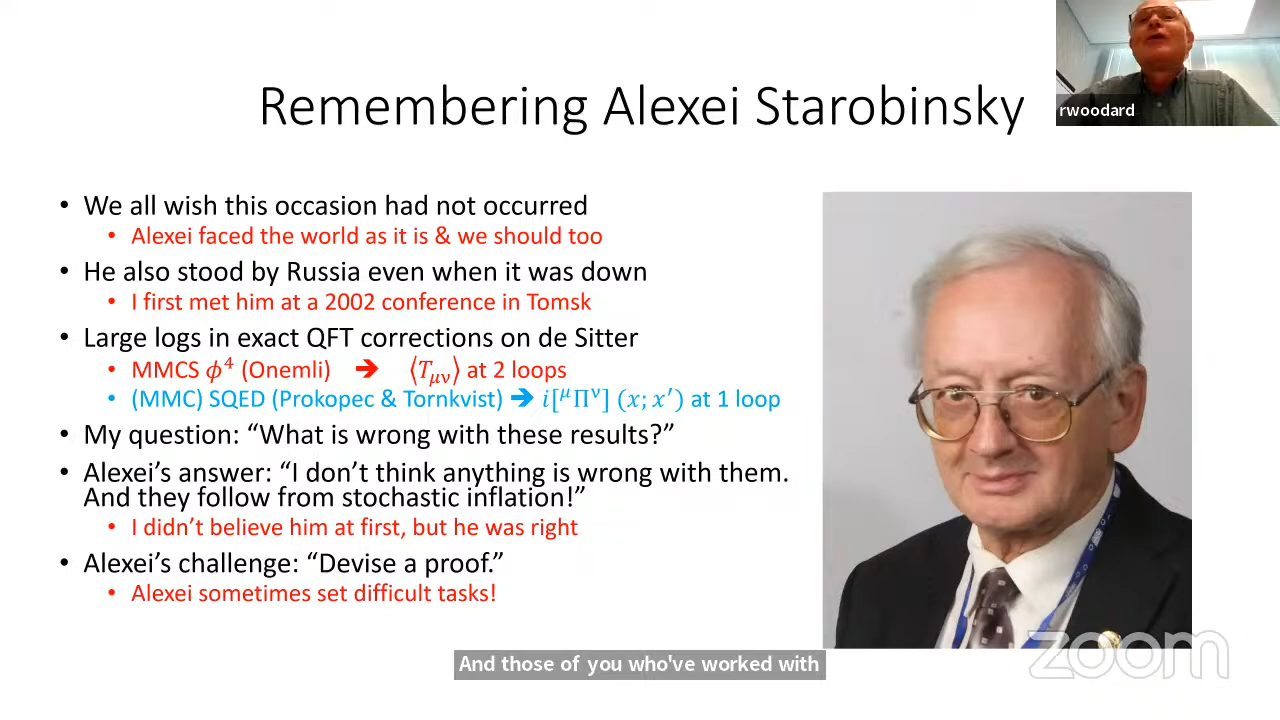 Remembering Alexei Starobinsky
rwoodard
• We all wish this occasion had not occurred
• Alexei faced the world as it is & we should too
• He also stood by Russia even when it was down
• I first met him at a 2002 conference in Tomsk
• Large logs in exact QFT corrections on de Sitter
• MMCS 𝜙⁴ (Onemli) ➔ ⟨𝑇_μν⟩ at 2 loops
• (MMC) SQED (Prokopec & Tornkvist) ➔ 𝑖[^μΠ^ν] (𝑥; 𝑥′) at 1 loop
• My question: “What is wrong with these results?”
• Alexei’s answer: “I don’t think anything is wrong with them.
And they follow from stochastic inflation!”
• I didn’t believe him at first, but he was right
• Alexei’s challenge: “Devise a proof.”
• Alexei sometimes set difficult tasks!
And those of you who've worked with
zoom